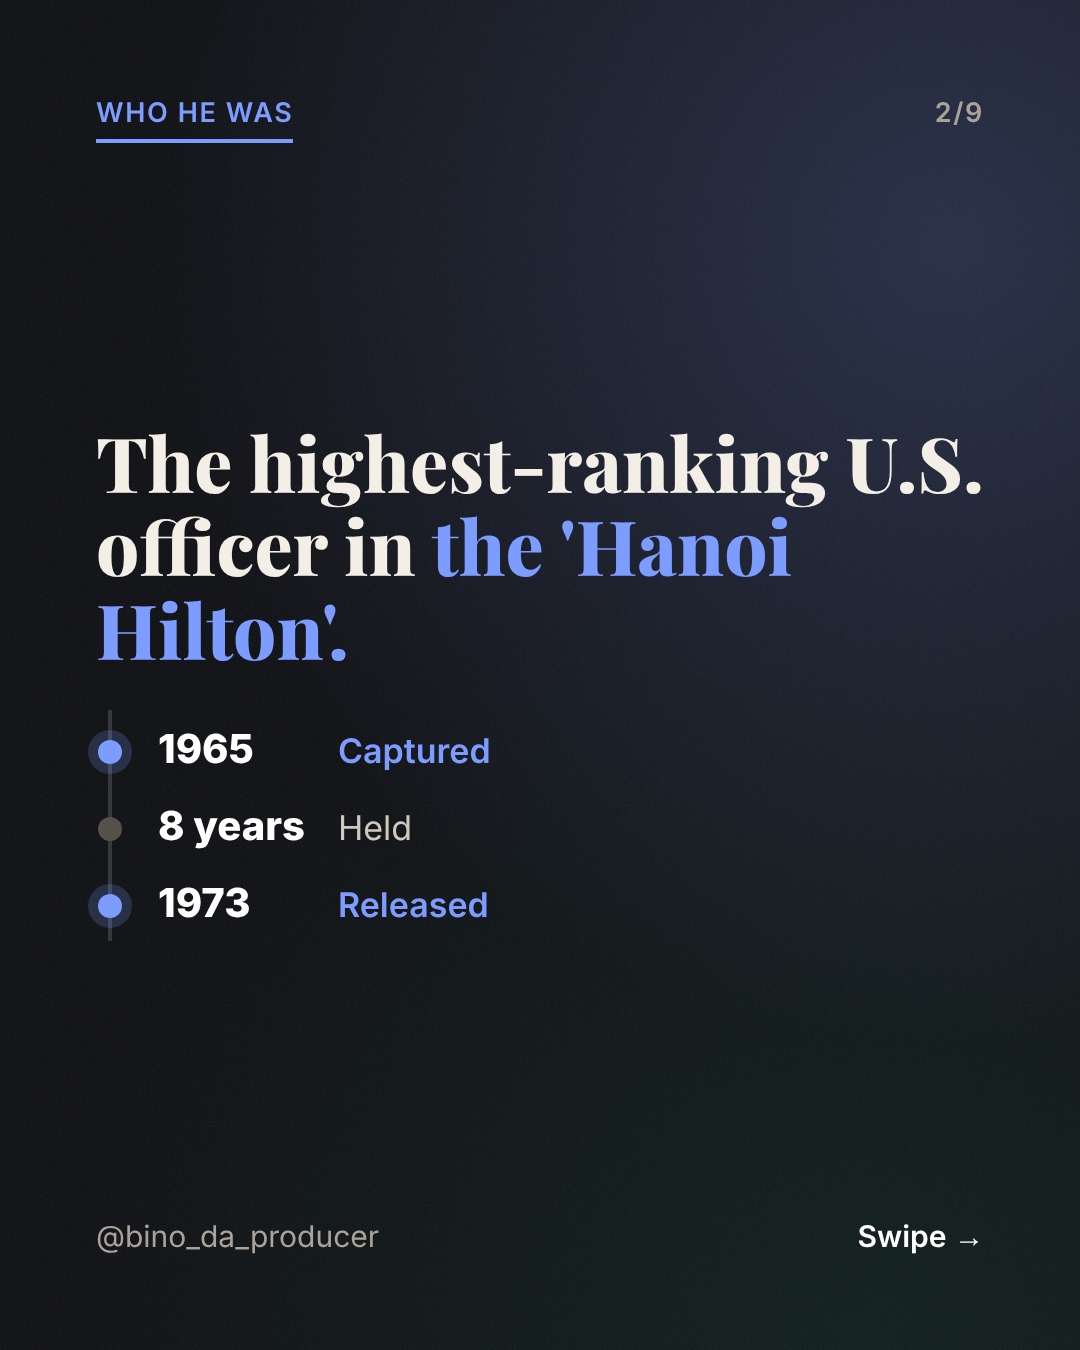 WHO HE WAS
2/9
The highest-ranking U.S.
officer in the 'Hanoi
Hilton'.
1965 Captured
8 years Held
1973 Released
@bino_da_producer
Swipe →